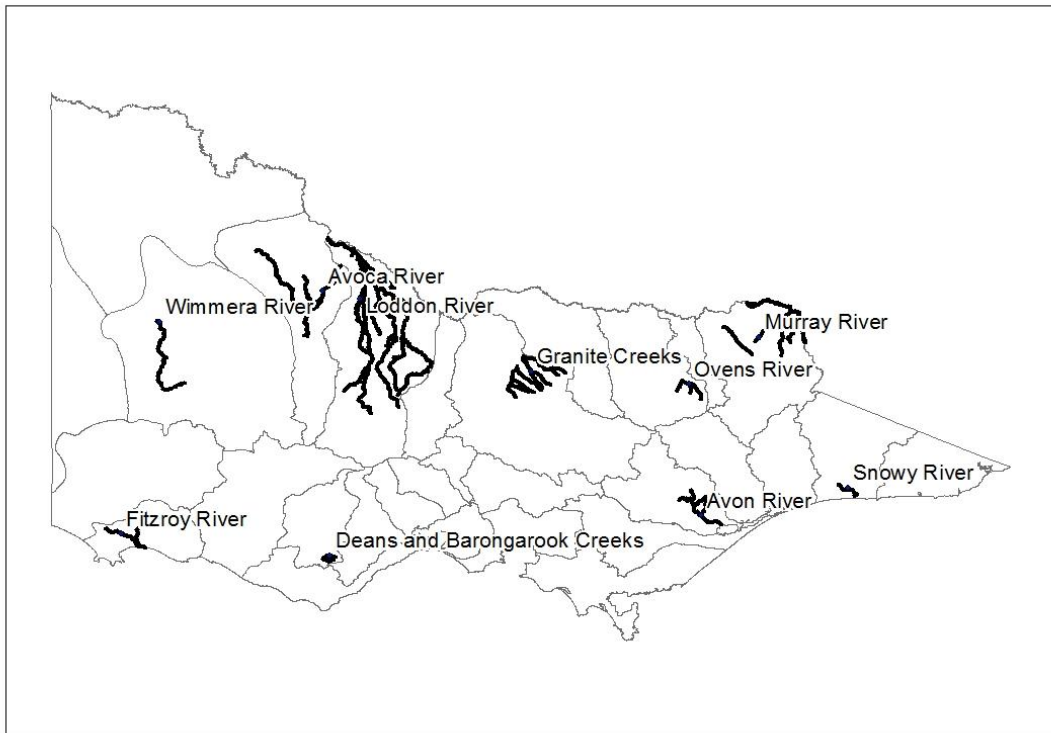 Avoca River
Wimmera River
Loddon River
Murray River
Granite Creeks
Ovens River
Snowy River
Avon River
Fitzroy River
Deans and Barongarook Creeks